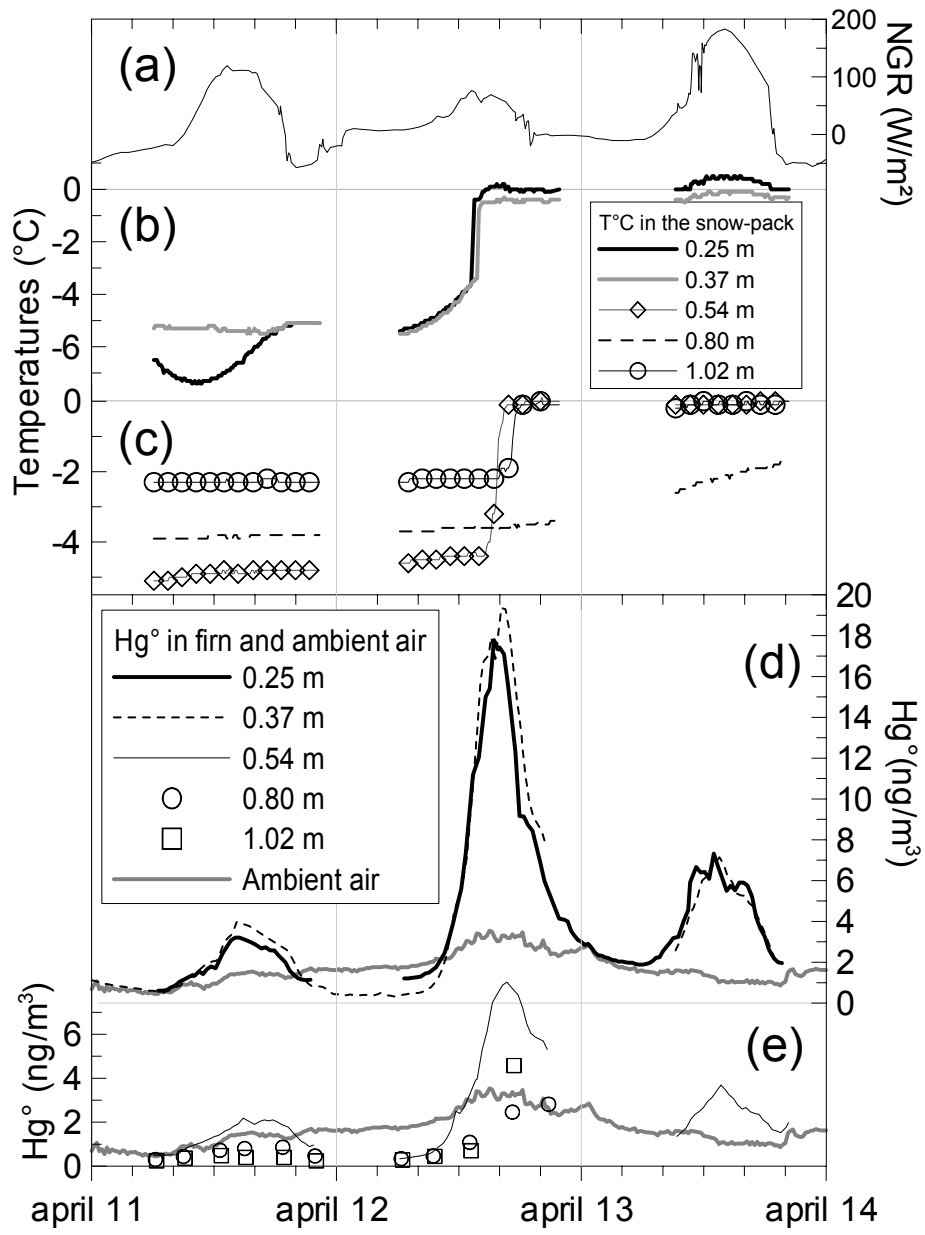 (a)
200
100
0
NGR (W/m²)
0
-2
-4
-6
(b)
T°C in the snow-pack
0.25 m
0.37 m
0.54 m
0.80 m
1.02 m
Temperatures (°C)
0
-2
-4
(c)
Hg° in firn and ambient air
0.25 m
0.37 m
0.54 m
0.80 m
1.02 m
Ambient air
(d)
20
18
16
14
12
10
8
6
4
2
0
Hg°(ng/m³)
(e)
6
4
2
0
Hg° (ng/m³)
april 11
april 12
april 13
april 14